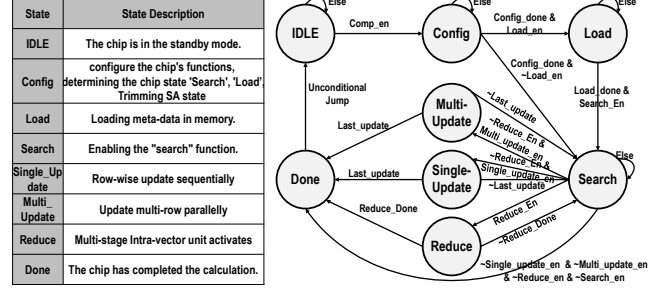 State State Description
IDLE The chip is in the standby mode.
Config configure the chip's functions,
determining the chip state 'Search', 'Load',
Trimming SA state
Load Loading meta-data in memory.
Search Enabling the "search" function.
Single_Up
date Row-wise update sequentially
Multi_
Update Update multi-row parallelly
Reduce Multi-stage Intra-vector unit activates
Done The chip has completed the calculation.
Else
Else
Else
IDLE
Comp_en
Config
Config_done &
Load_en
Load
Config_done &
~Load_en
Load_done &
Search_En
Unconditional
Jump
Multi-
Update
~Last_update
~Reduce_En &
Multi_update_en
Last_update
~Reduce_En &
Single_update_en
Else
Done
Last_update
Single-
Update
~Last_update
Search
Reduce_Done
Reduce_En
~Reduce_Done
Reduce
~Single_update_en & ~Multi_update_en
& ~Reduce_en & ~Search_en